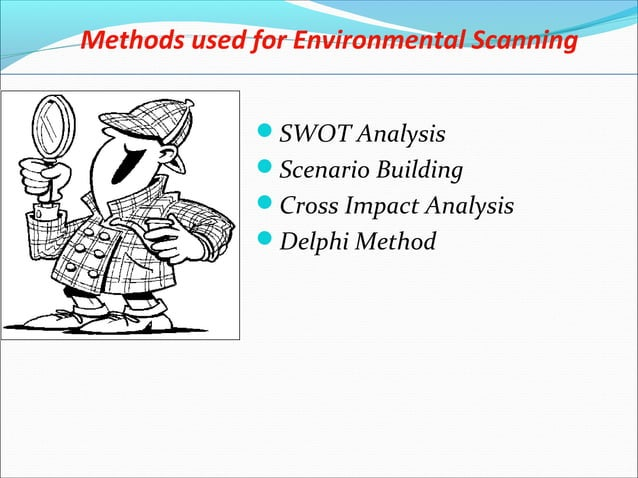 Methods used for Environmental Scanning
SWOT Analysis
Scenario Building
Cross Impact Analysis
Delphi Method